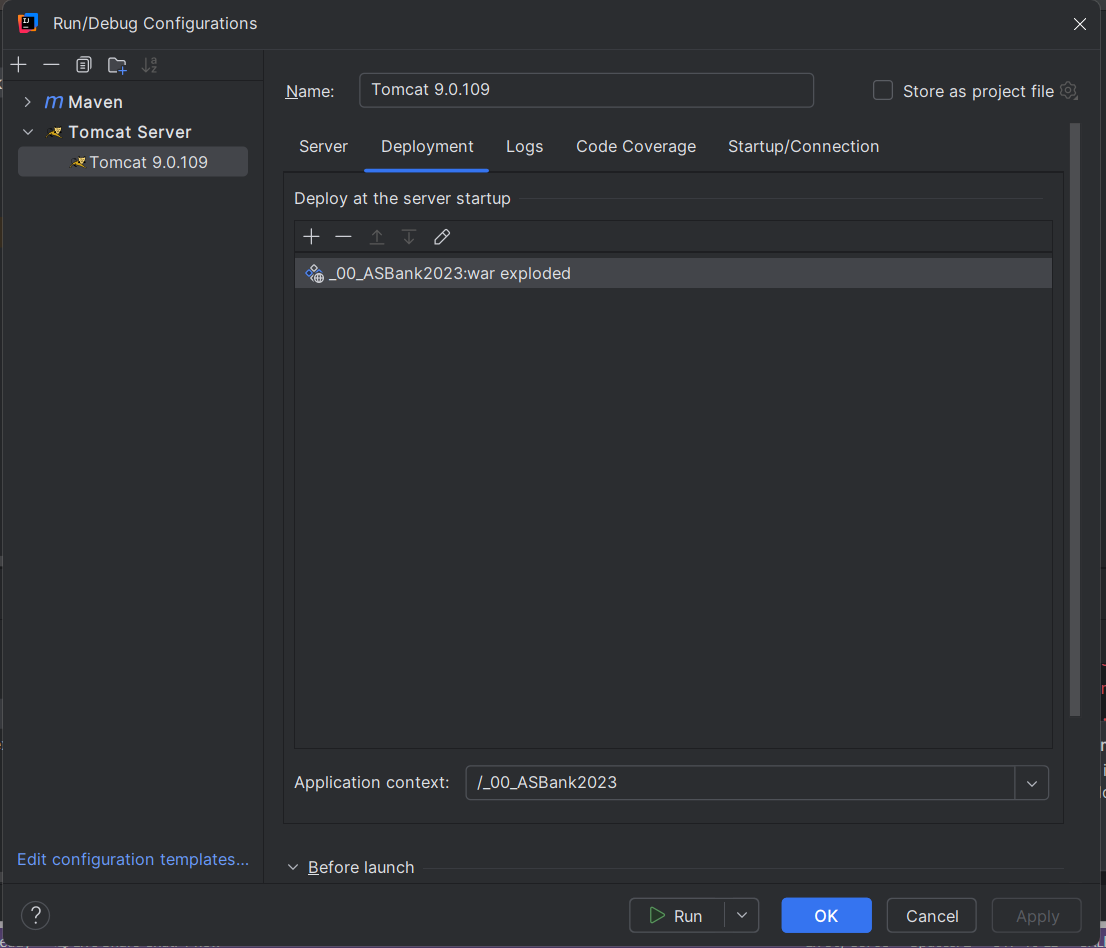 Run/Debug Configurations
Maven
Tomcat Server
Tomcat 9.0.109
Edit configuration templates...
Name:
Tomcat 9.0.109
Store as project file
Server
Deployment
Logs
Code Coverage
Startup/Connection
Deploy at the server startup
_00_ASBank2023:war exploded
Application context:
/_00_ASBank2023
Before launch
?
Run
OK
Cancel
Apply